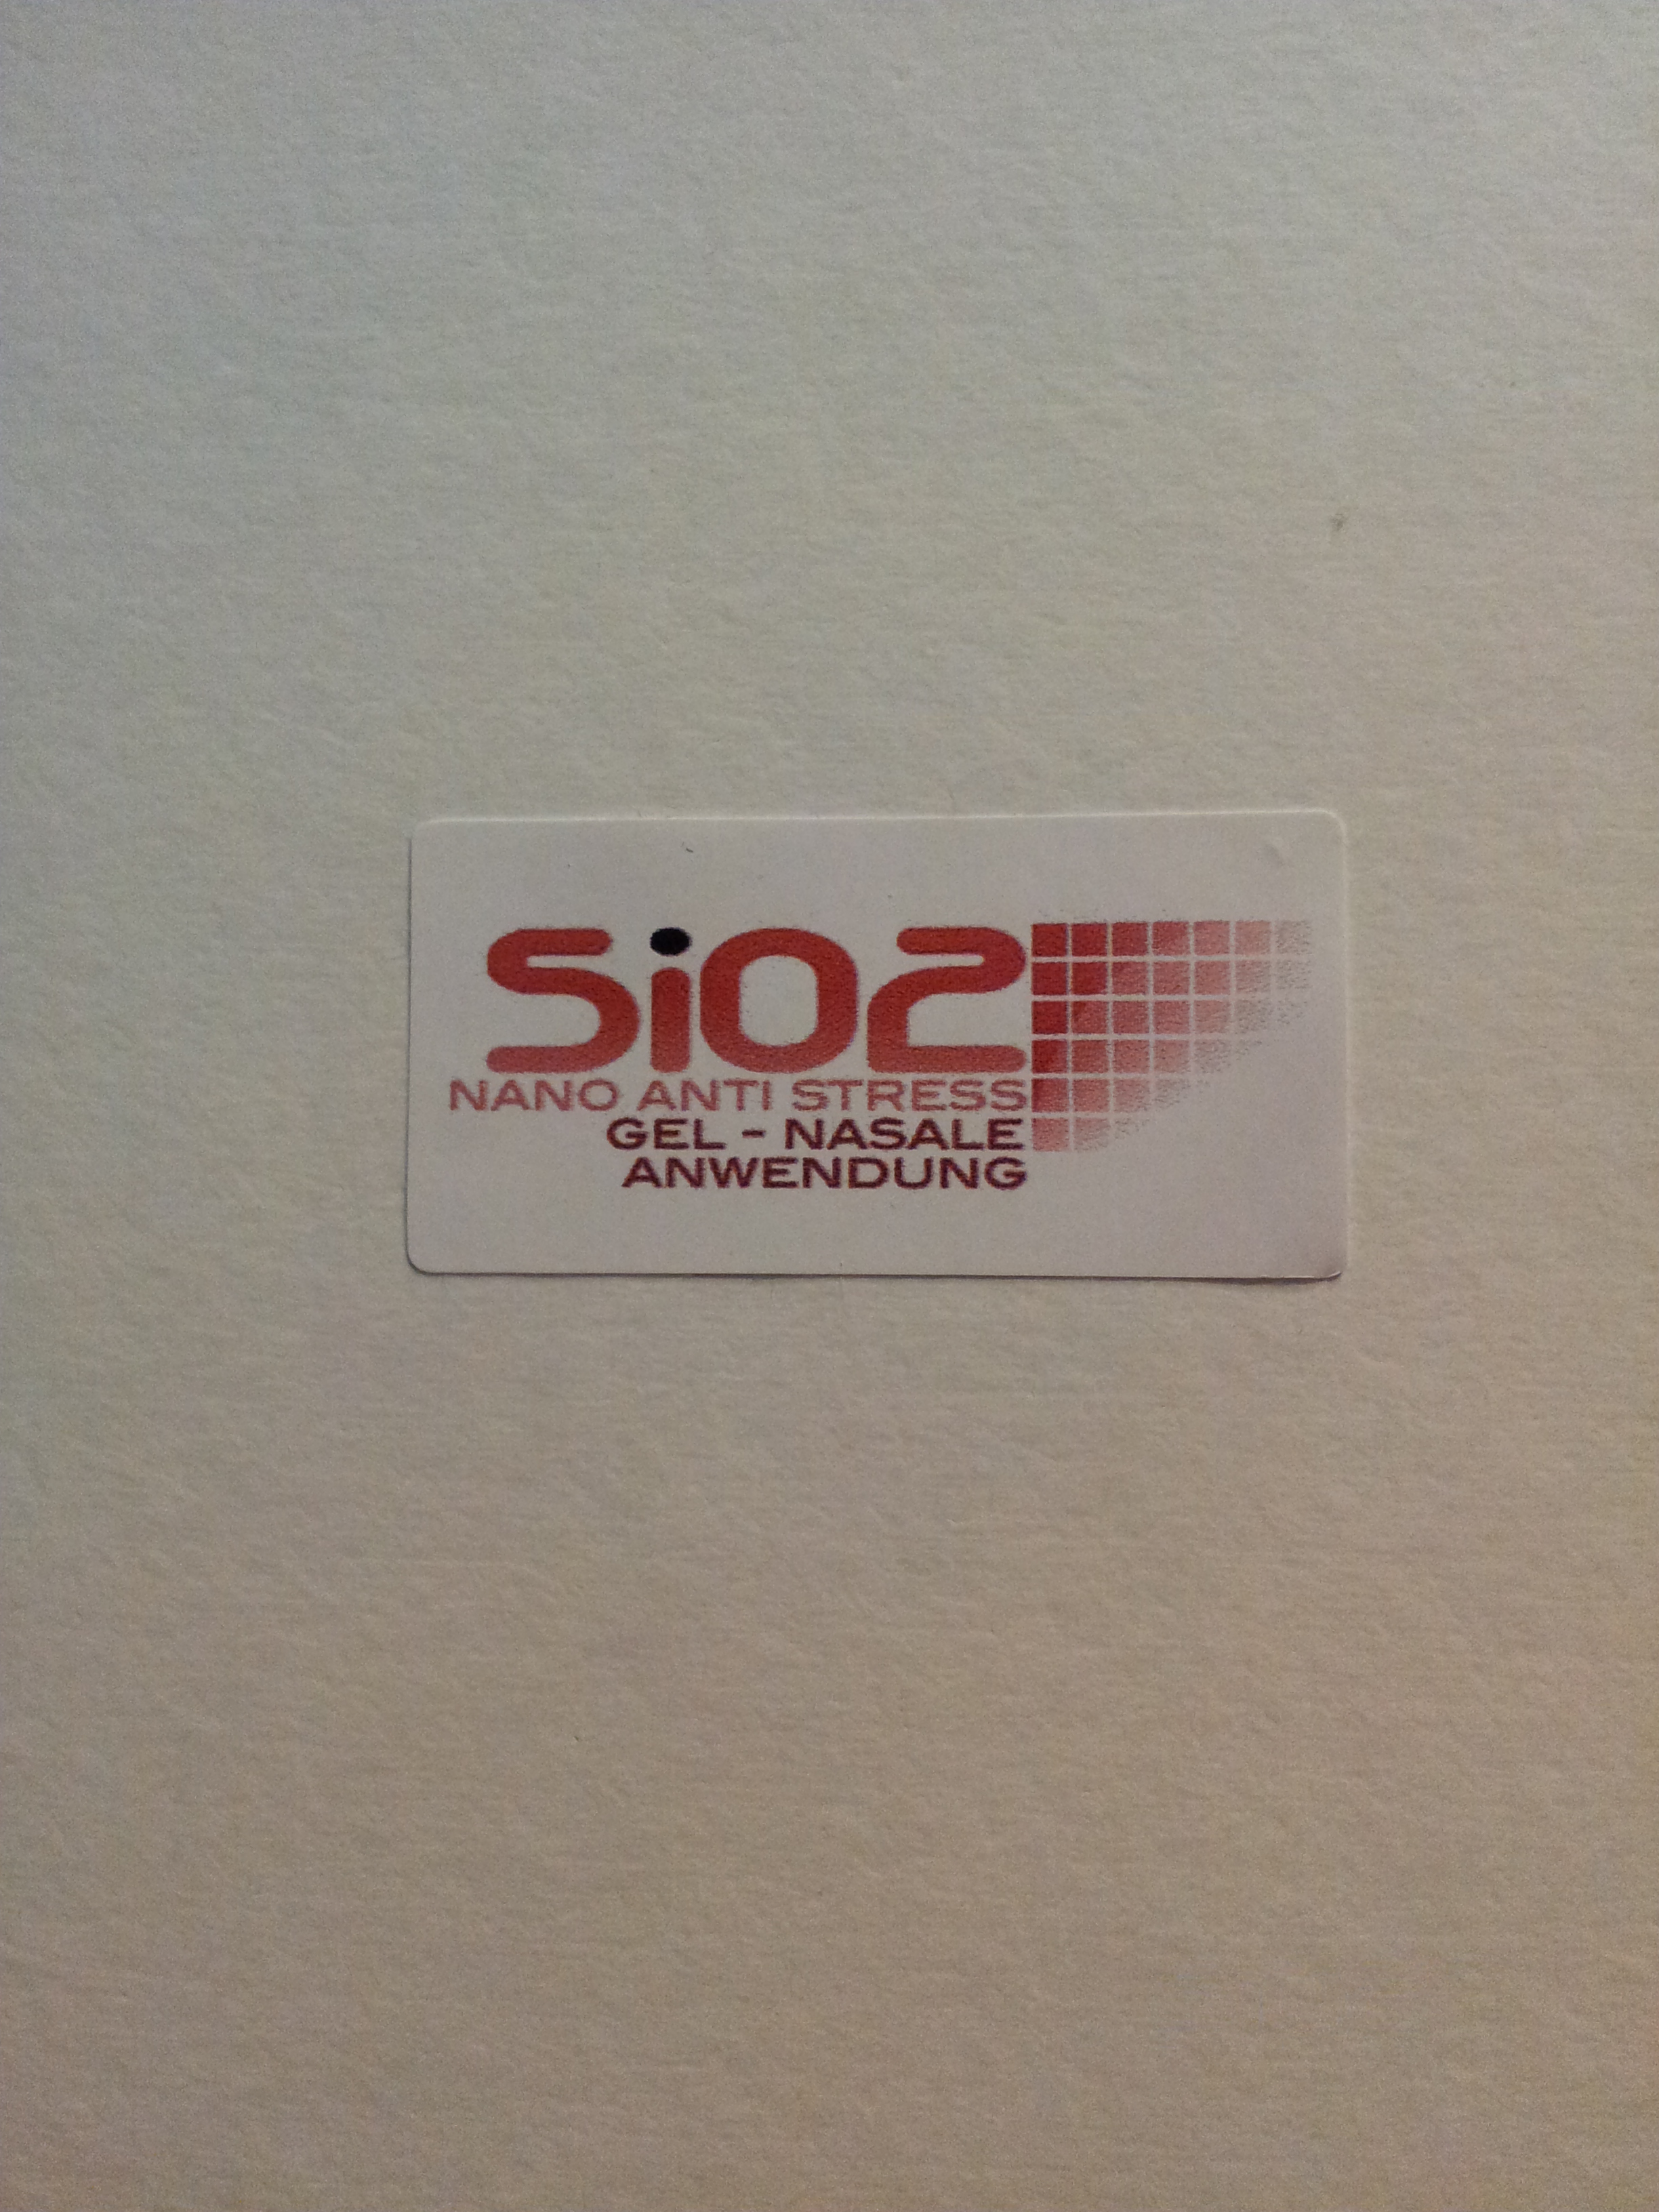 SiO2
NANO ANTI STRESS
GEL - NASALE
ANWENDUNG